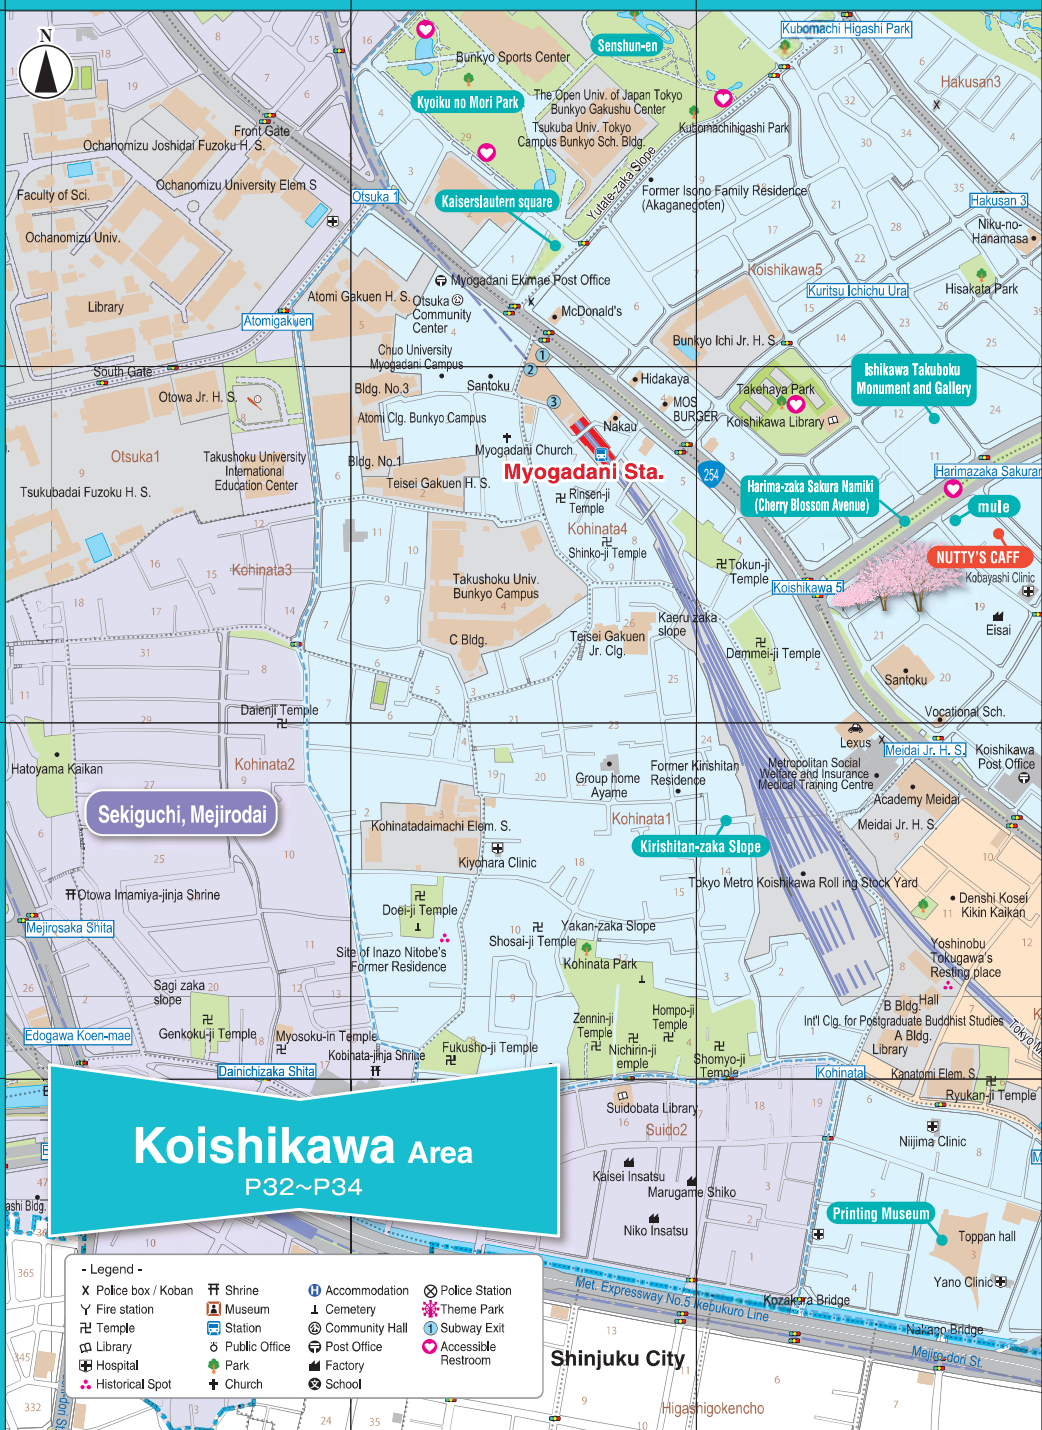 N
Bunkyo Sports Center
Senshun-en
Kubomachi Higashi Park
Hakusan3
Kyoiku no Mori Park
The Open Univ. of Japan Tokyo
Bunkyo Gakushu Center
Tsukuba Univ. Tokyo
Campus Bunkyo Sch. Bldg.
Kubomachihigashi Park
Front Gate
Ochanomizu Joshidai Fuzoku H. S.
Ochanomizu University Elem S
Faculty of Sci.
Ochanomizu Univ.
Library
Otsuka 1
Kaiserslautern square
Yutate-zaka Slope
Former Isono Family Residence
(Akaganegoten)
Hakusan 3
Niku-no-
Hanamasa
Koishikawa5
Kuritsu Ichichu Ura
Hisakata Park
Myogadani Ekimae Post Office
Atomi Gakuen H. S.
Otsuka
Community
Center
McDonald's
Atomigakuen
Chuo University
Myogadani Campus
Bunkyo Ichi Jr. H. S.
South Gate
Otowa Jr. H. S.
Bldg. No.3
Santoku
Hidakaya
Takehaya Park
Ishikawa Takuboku
Monument and Gallery
MOS
BURGER
Atomi Clg. Bunkyo Campus
Nakau
Koishikawa Library
Otsuka1
Takushoku University
International
Education Center
Myogadani Church
Bldg. No.1
Myogadani Sta.
254
Harimazaka Sakurar
Tsukubadai Fuzoku H. S.
Teisei Gakuen H. S.
Rinsen-ji
Temple
Harima-zaka Sakura Namiki
(Cherry Blossom Avenue)
mule
Kohinata4
Shinko-ji Temple
NUTTY'S CAFF
Kohinata3
Takushoku Univ.
Bunkyo Campus
Tokun-ji
Temple
Koishikawa 5
Kobayashi Clinic
Kaeru zaka
slope
Eisai
C Bldg.
Teisei Gakuen
Jr. Clg.
Demmei-ji Temple
Santoku
Daienji Temple
Vocational Sch.
Lexus
Meidai Jr. H. S.
Koishikawa
Post Office
Hatoyama Kaikan
Kohinata2
Group home
Ayame
Former Kirishitan
Residence
Metropolitan Social
Welfare and Insurance
Medical Training Centre
Academy Meidai
Sekiguchi, Mejirodai
Kohinatadaimachi Elem. S.
Kohinata1
Meidai Jr. H. S.
Kirishitan-zaka Slope
Kiyohara Clinic
Tokyo Metro Koishikawa Roll ing Stock Yard
Otowa Imamiya-jinja Shrine
Denshi Kosei
Kikin Kaikan
Doei-ji Temple
Mejirosaka Shita
Shosai-ji Temple
Yakan-zaka Slope
Site of Inazo Nitobe's
Former Residence
Kohinata Park
Yoshinobu
Tokugawa's
Resting place
Sagi zaka
slope
Hall
B Bldg.
Zennin-ji
Temple
Hompo-ji
Temple
Int'l Clg. for Postgraduate Buddhist Studies
A Bldg.
Library
Edogawa Koen-mae
Genkoku-ji Temple
Myosoku-in Temple
Fukusho-ji Temple
Nichirin-ji
emple
Shomyo-ji
Temple
Kobinata-jinja Shrine
Dainichizaka Shita
Kohinata
Kanatomi Elem. S.
Ryukan-ji Temple
Suidobata Library
Suido2
Niijima Clinic
Koishikawa Area
P32~P34
Kaisei Insatsu
Marugame Shiko
Niko Insatsu
Printing Museum
Toppan hall
Yano Clinic
ashi Bldg.
Met. Expressway No.5 Ikebukuro Line
Kozakura Bridge
Nakano Bridge
Mejiro-dori St.
Shinjuku City
Higashigokencho
- Legend -
Police box / Koban
Fire station
Temple
Library
Hospital
Historical Spot
Shrine
Museum
Station
Public Office
Park
Church
Accommodation
Cemetery
Community Hall
Post Office
Factory
School
Police Station
Theme Park
Subway Exit
Accessible
Restroom